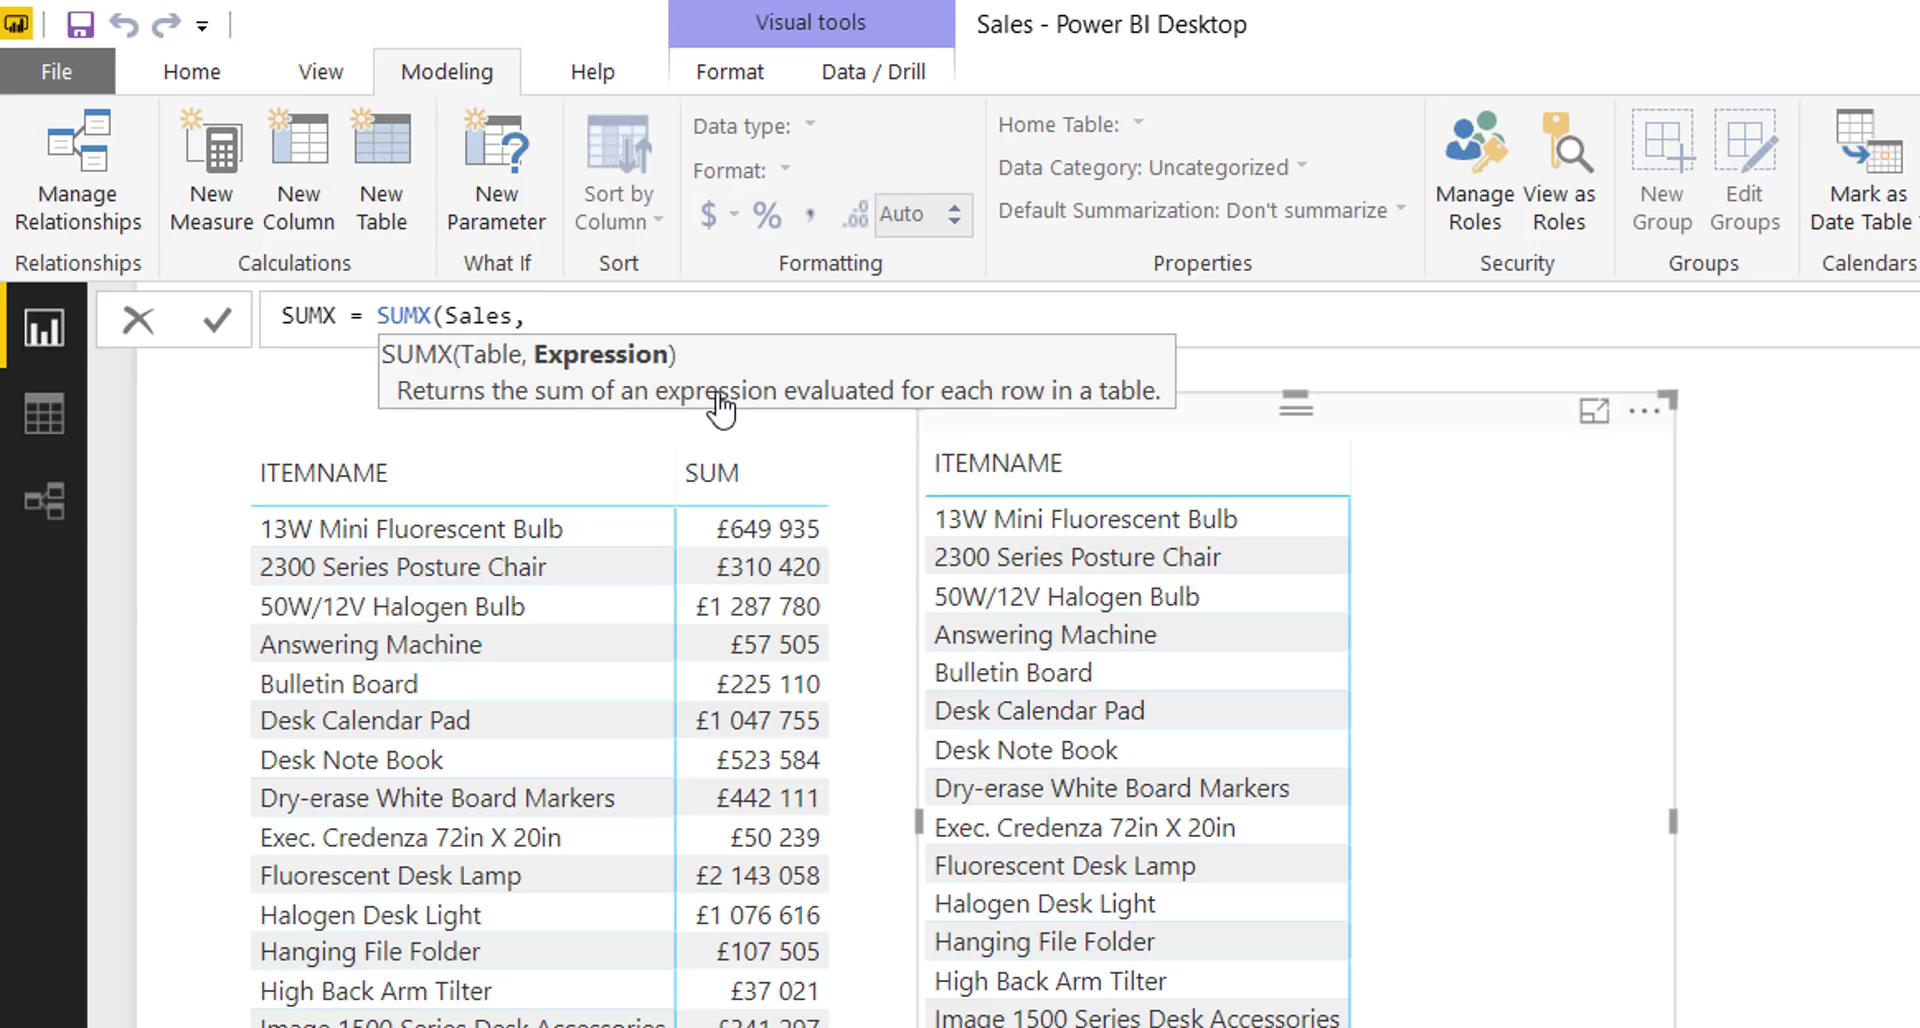 Visual tools
Sales - Power BI Desktop
File
Home
View
Modeling
Help
Format
Data / Drill
Manage Relationships
New Measure
New Column
New Table
New Parameter
Sort by Column
Data type:
Format:
$ % , .00 Auto
Home Table:
Data Category: Uncategorized
Default Summarization: Don't summarize
Manage Roles
View as Roles
New Group
Edit Groups
Mark as Date Table
Relationships
Calculations
What If
Sort
Formatting
Properties
Security
Groups
Calendars
SUMX = SUMX(Sales,
SUMX(Table, Expression)
Returns the sum of an expression evaluated for each row in a table.
ITEMNAME SUM
13W Mini Fluorescent Bulb £649 935
2300 Series Posture Chair £310 420
50W/12V Halogen Bulb £1 287 780
Answering Machine £57 505
Bulletin Board £225 110
Desk Calendar Pad £1 047 755
Desk Note Book £523 584
Dry-erase White Board Markers £442 111
Exec. Credenza 72in X 20in £50 239
Fluorescent Desk Lamp £2 143 058
Halogen Desk Light £1 076 616
Hanging File Folder £107 505
High Back Arm Tilter £37 021
Image 1500 Series Desk Accessories £341 297
ITEMNAME
13W Mini Fluorescent Bulb
2300 Series Posture Chair
50W/12V Halogen Bulb
Answering Machine
Bulletin Board
Desk Calendar Pad
Desk Note Book
Dry-erase White Board Markers
Exec. Credenza 72in X 20in
Fluorescent Desk Lamp
Halogen Desk Light
Hanging File Folder
High Back Arm Tilter
Image 1500 Series Desk Accessories